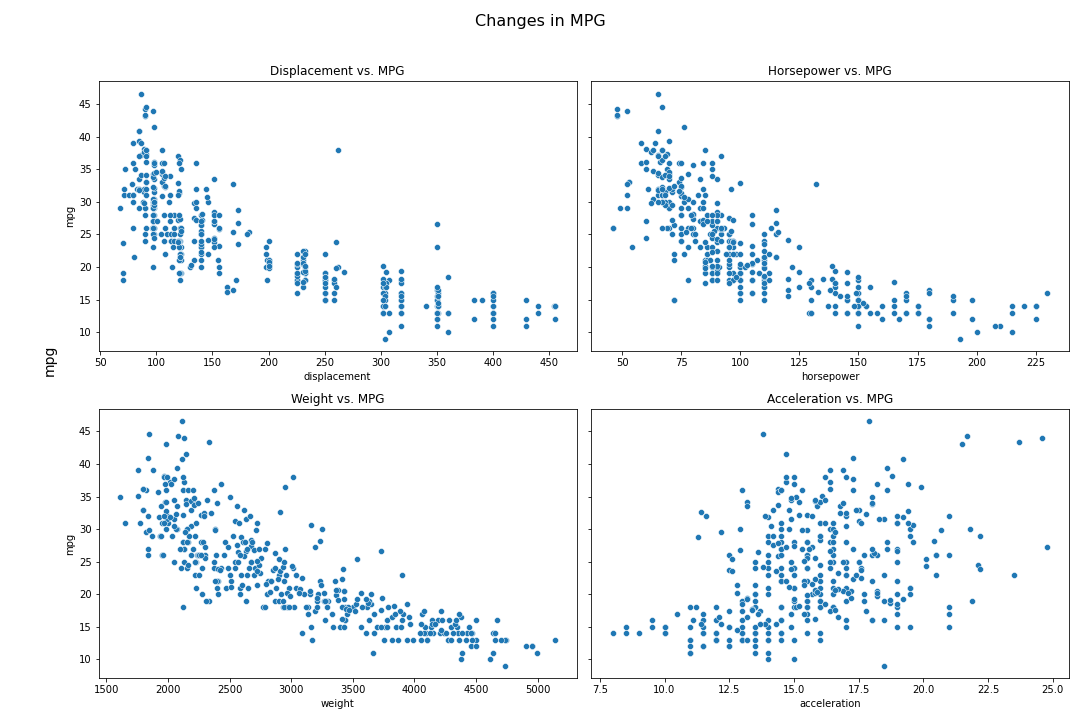 Changes in MPG
Displacement vs. MPG
Horsepower vs. MPG
45
40
35
30
25
20
15
10
mpg
50 100 150 200 250 300 350 400 450
displacement
50 75 100 125 150 175 200 225
horsepower
mpg
Weight vs. MPG
Acceleration vs. MPG
45
40
35
30
25
20
15
10
mpg
1500 2000 2500 3000 3500 4000 4500 5000
weight
7.5 10.0 12.5 15.0 17.5 20.0 22.5 25.0
acceleration